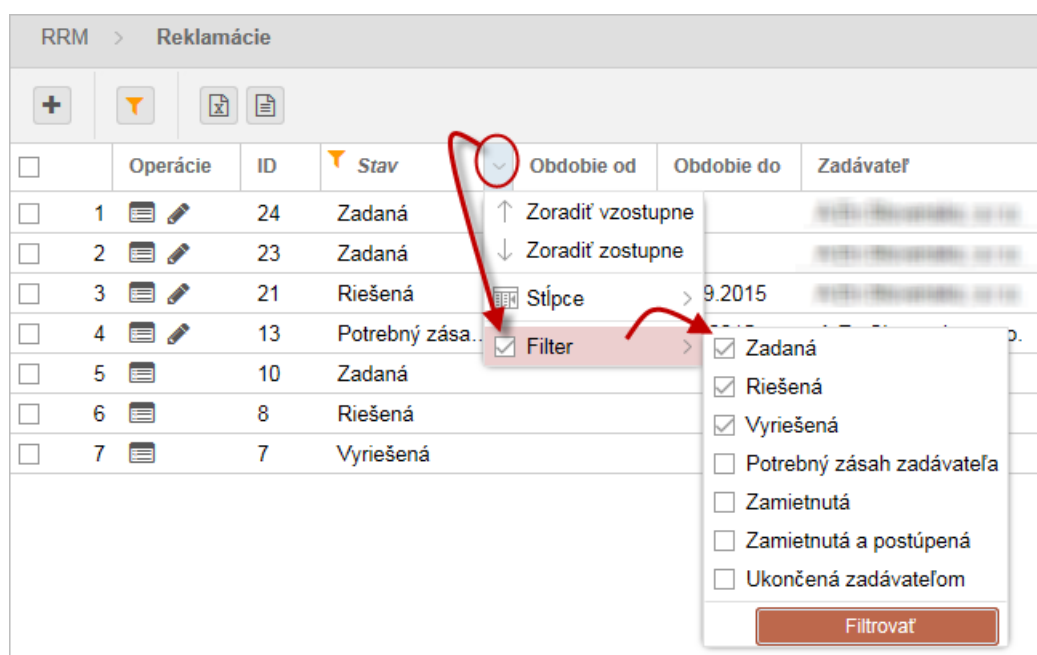 RRM > Reklamácie
Operácie ID Stav Obdobie od Obdobie do Zadávateľ
1 24 Zadaná
2 23 Zadaná
3 21 Riešená 9.2015
4 13 Potrebný zása..
5 10 Zadaná
6 8 Riešená
7 7 Vyriešená
Zoradiť vzostupne
Zoradiť zostupne
Stĺpce
Filter
Zadaná
Riešená
Vyriešená
Potrebný zásah zadávateľa
Zamietnutá
Zamietnutá a postúpená
Ukončená zadávateľom
Filtrovať